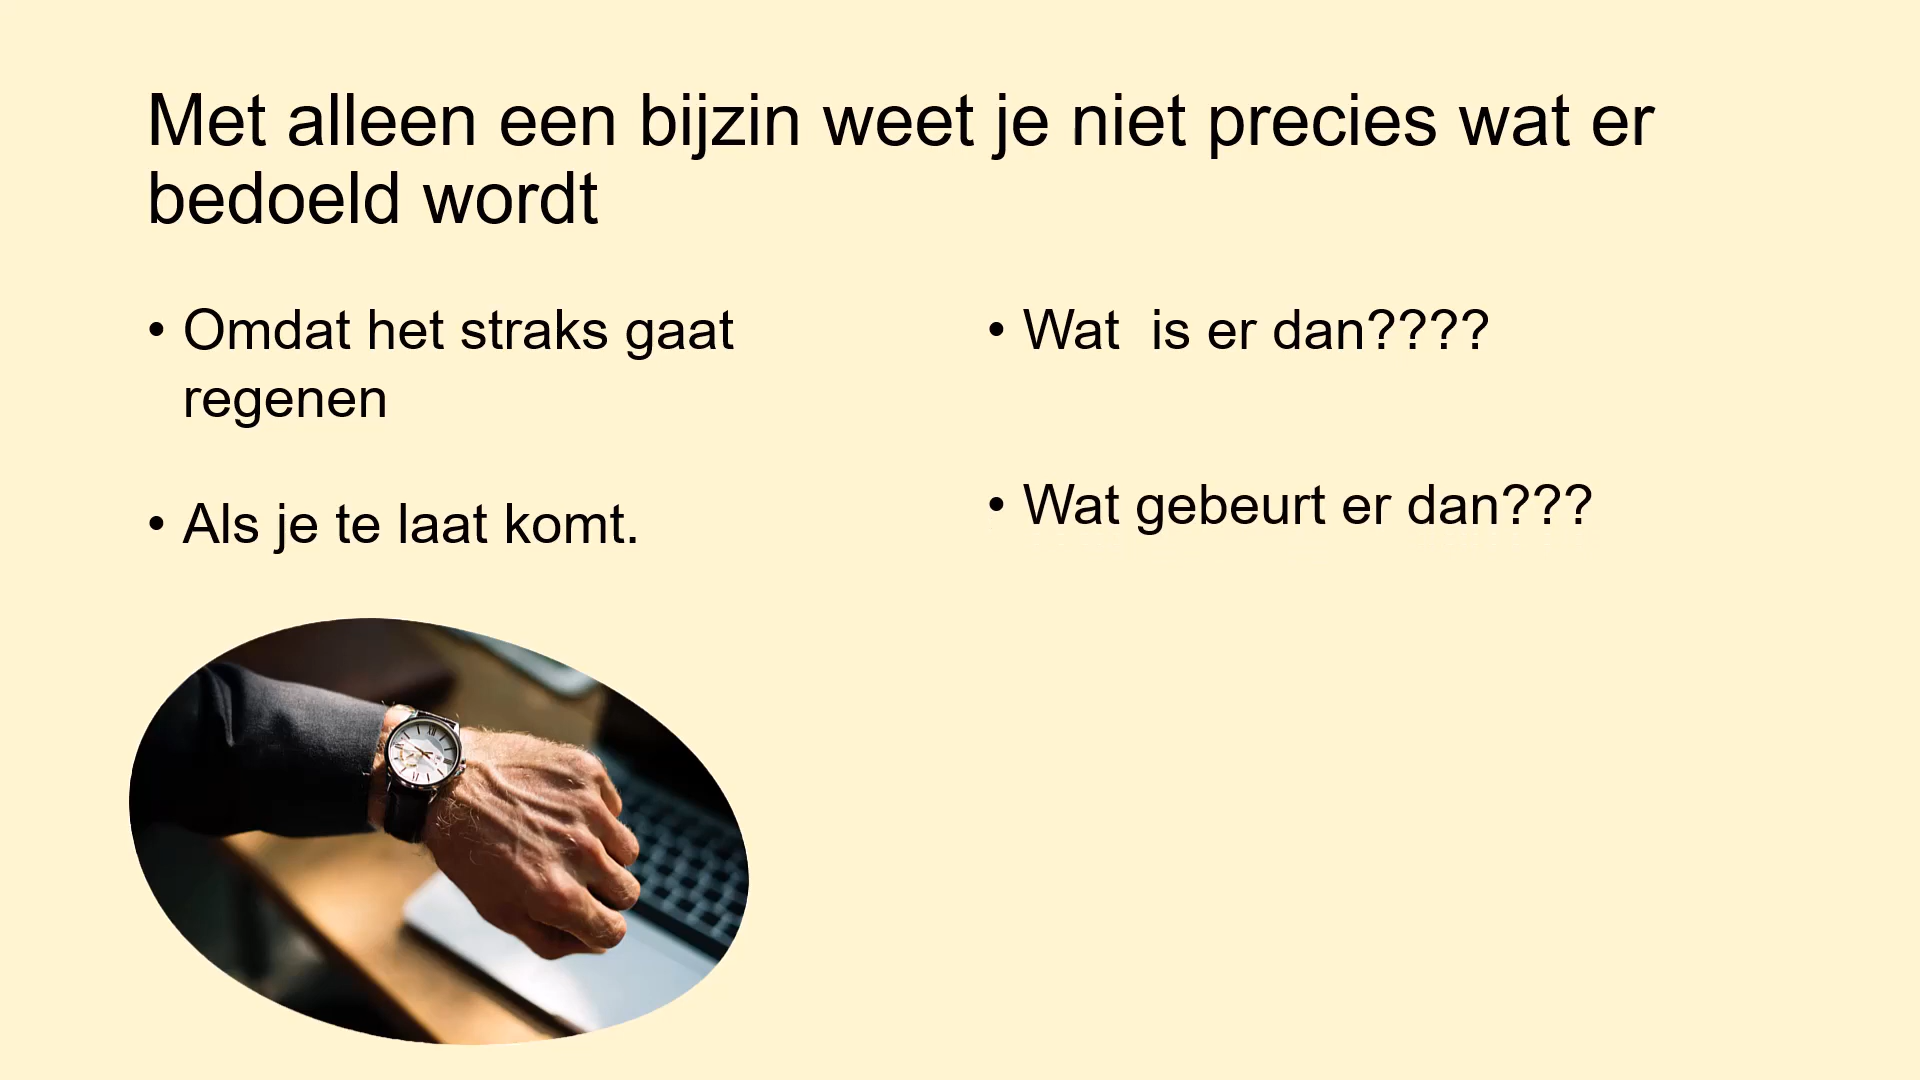 Met alleen een bijzin weet je niet precies wat er
bedoeld wordt
• Omdat het straks gaat
regenen
• Als je te laat komt.
• Wat  is er dan????
• Wat gebeurt er dan???